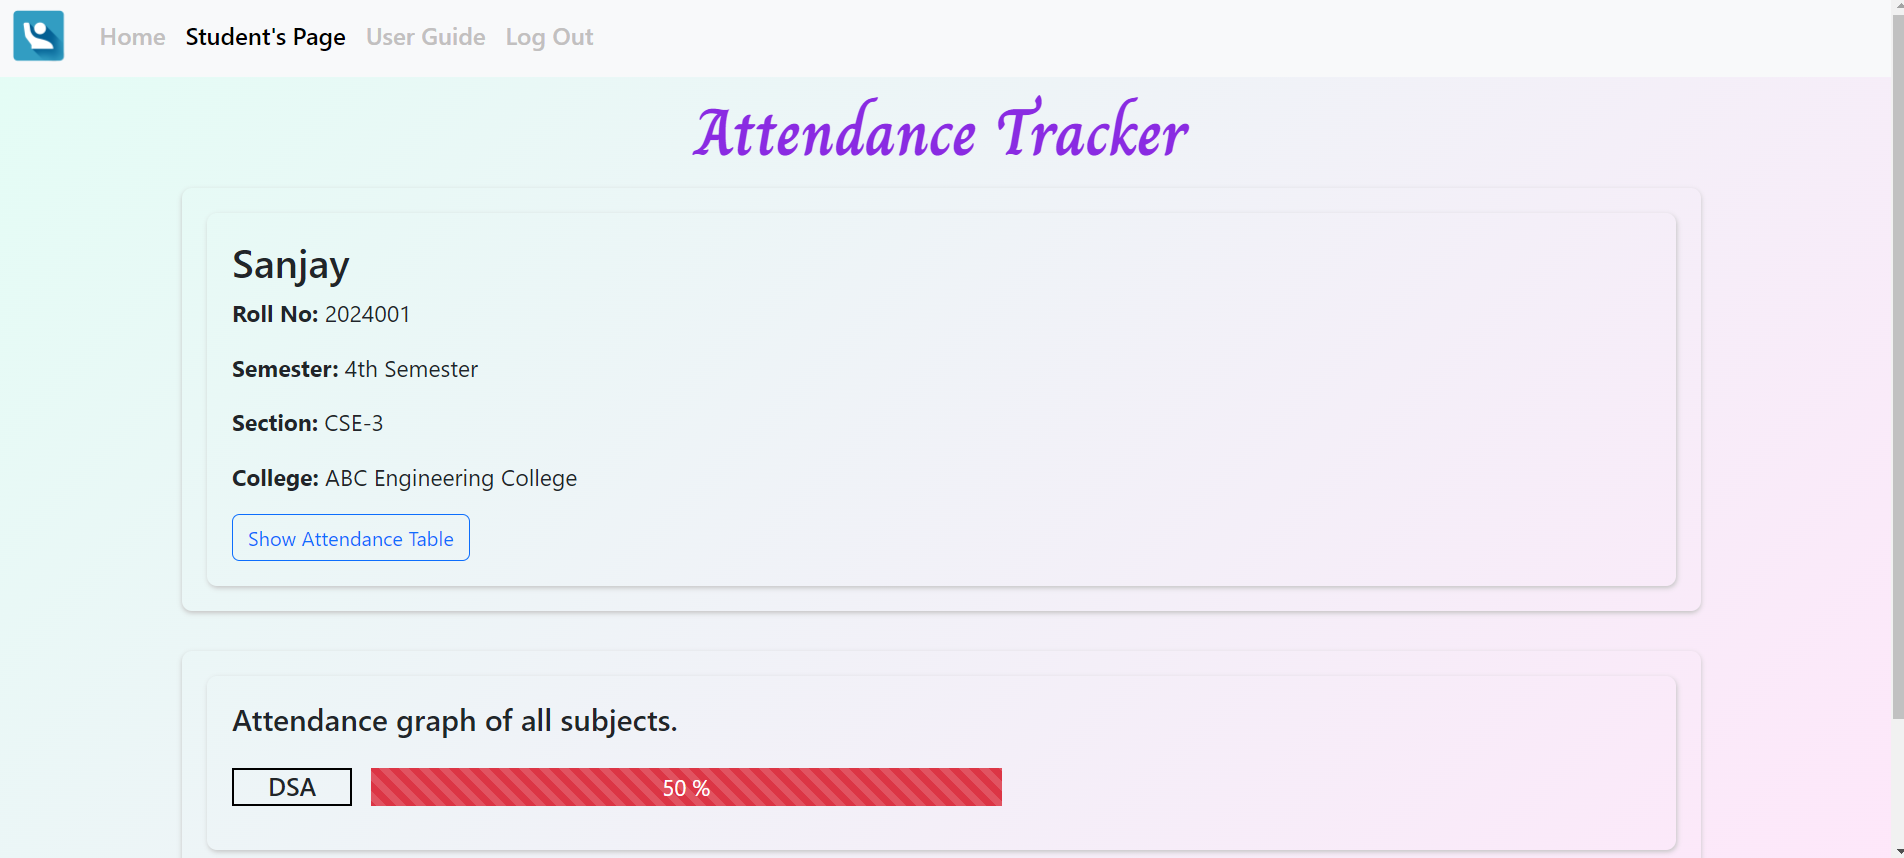 Home Student's Page User Guide Log Out
Attendance Tracker
Sanjay
Roll No: 2024001
Semester: 4th Semester
Section: CSE-3
College: ABC Engineering College
Show Attendance Table
Attendance graph of all subjects.
DSA 50 %